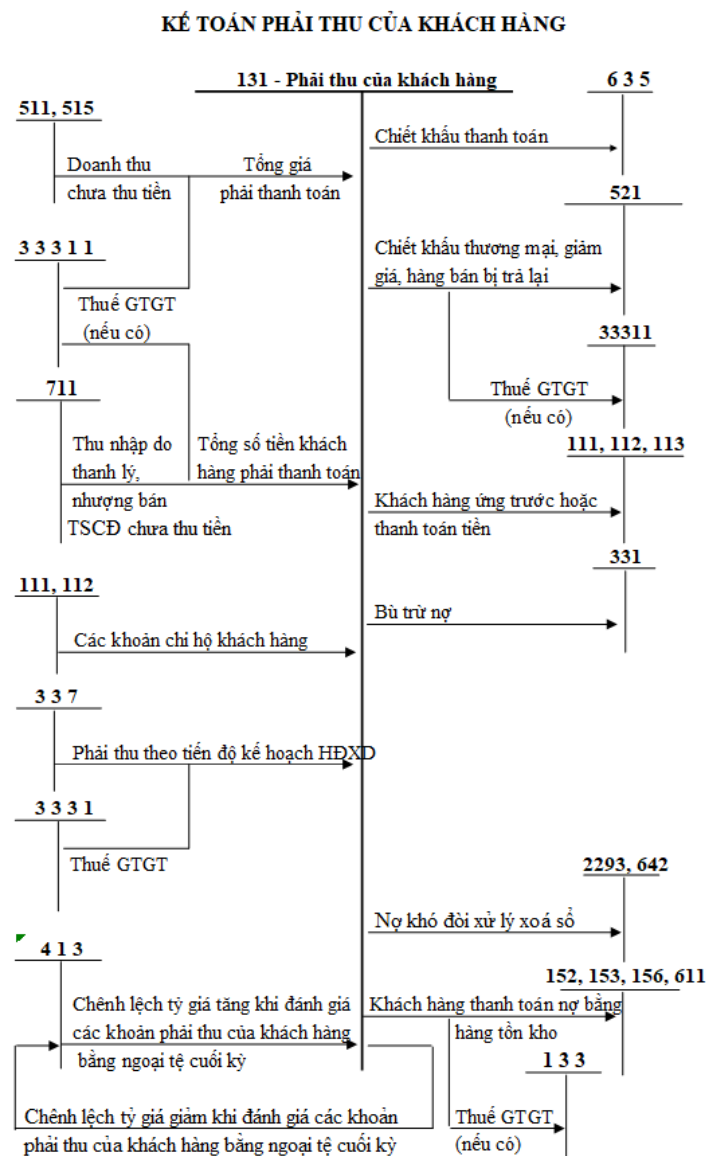 KẾ TOÁN PHẢI THU CỦA KHÁCH HÀNG
131 - Phải thu của khách hàng
6 3 5
511, 515
Chiết khấu thanh toán
Doanh thu
chưa thu tiền
Tổng giá
phải thanh toán
521
3 3 3 1 1
Chiết khấu thương mại, giảm
giá, hàng bán bị trả lại
Thuế GTGT
(nếu có)
33311
711
Thuế GTGT
(nếu có)
Thu nhập do
thanh lý,
nhượng bán
TSCĐ chưa thu tiền
Tổng số tiền khách
hàng phải thanh toán
111, 112, 113
Khách hàng ứng trước hoặc
thanh toán tiền
331
111, 112
Bù trừ nợ
Các khoản chi hộ khách hàng
3 3 7
Phải thu theo tiến độ kế hoạch HĐXD
3 3 3 1
Thuế GTGT
2293, 642
Nợ khó đòi xử lý xoá sổ
4 1 3
152, 153, 156, 611
Chênh lệch tỷ giá tăng khi đánh giá
các khoản phải thu của khách hàng
bằng ngoại tệ cuối kỳ
Khách hàng thanh toán nợ bằng
hàng tồn kho
1 3 3
Chênh lệch tỷ giá giảm khi đánh giá các khoản
phải thu của khách hàng bằng ngoại tệ cuối kỳ
Thuế GTGT
(nếu có)